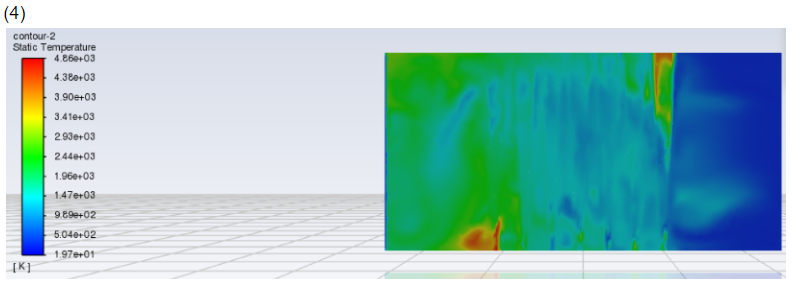 (4)
contour-2
Static Temperature
4.86e+03
4.38e+03
3.90e+03
3.41e+03
2.93e+03
2.44e+03
1.96e+03
1.47e+03
9.89e+02
5.04e+02
1.97e+01
[K]